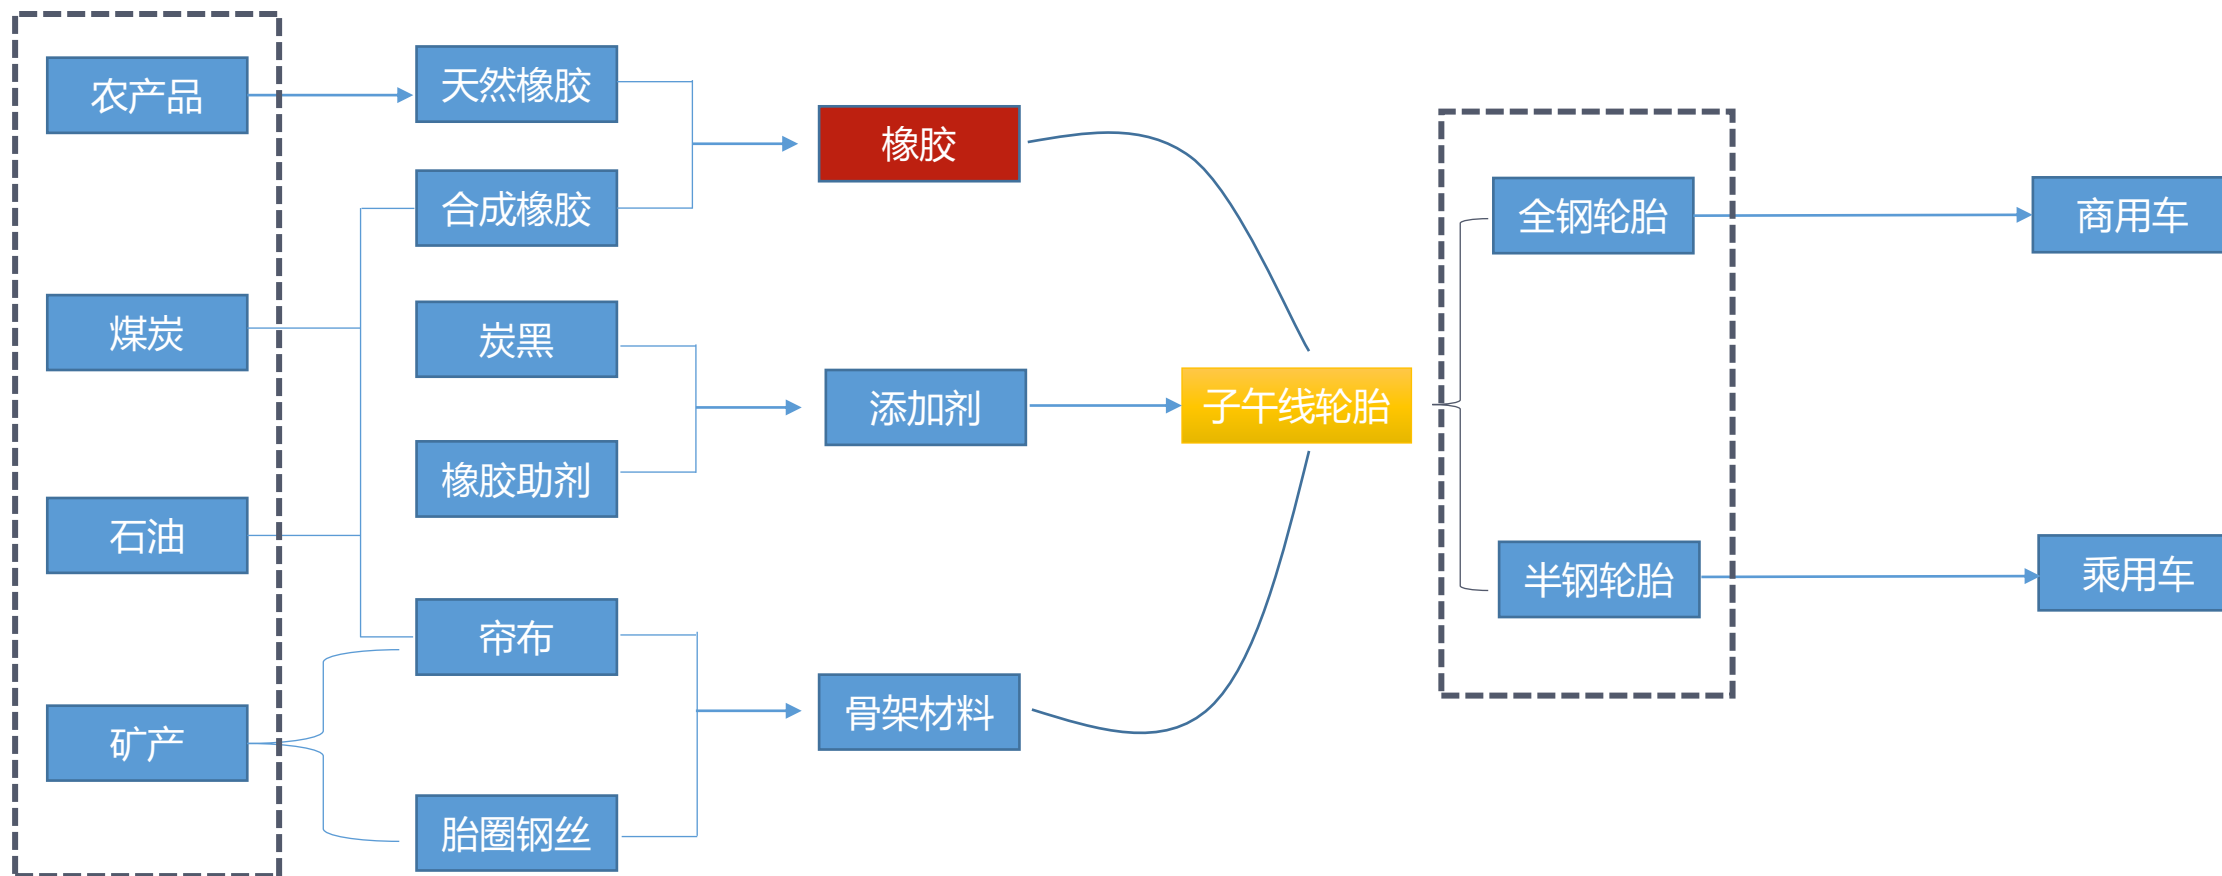 农产品
煤炭
石油
矿产
天然橡胶
合成橡胶
炭黑
橡胶助剂
帘布
胎圈钢丝
橡胶
添加剂
骨架材料
子午线轮胎
全钢轮胎
半钢轮胎
商用车
乘用车